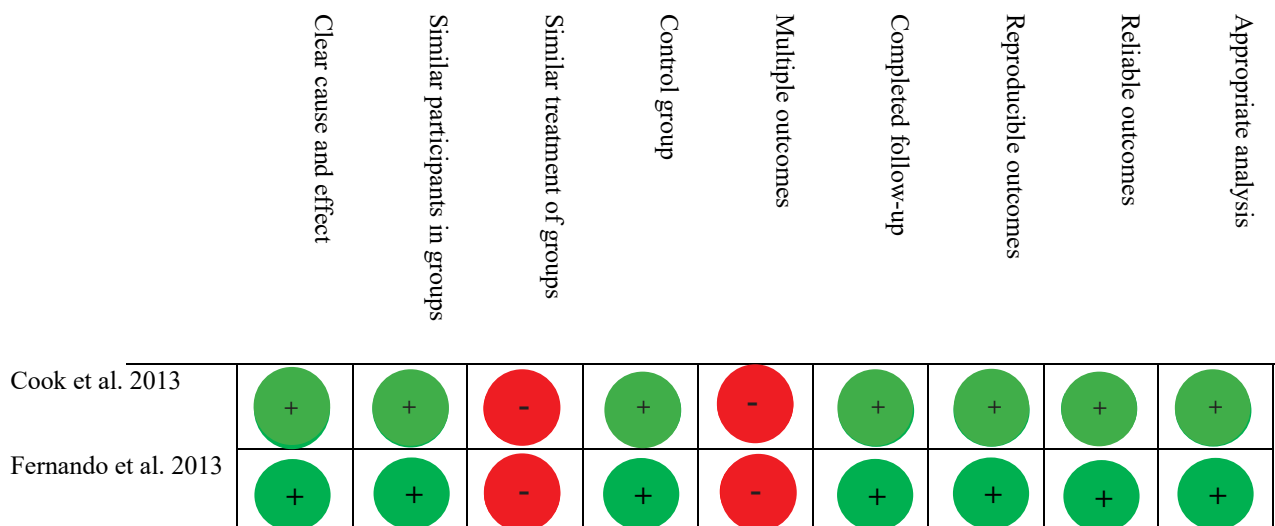 Clear cause and effect
Similar participants in groups
Similar treatment of groups
Control group
Multiple outcomes
Completed follow-up
Reproducible outcomes
Reliable outcomes
Appropriate analysis
Cook et al. 2013 + + - + - + + + +
Fernando et al. 2013 + + - + - + + + +